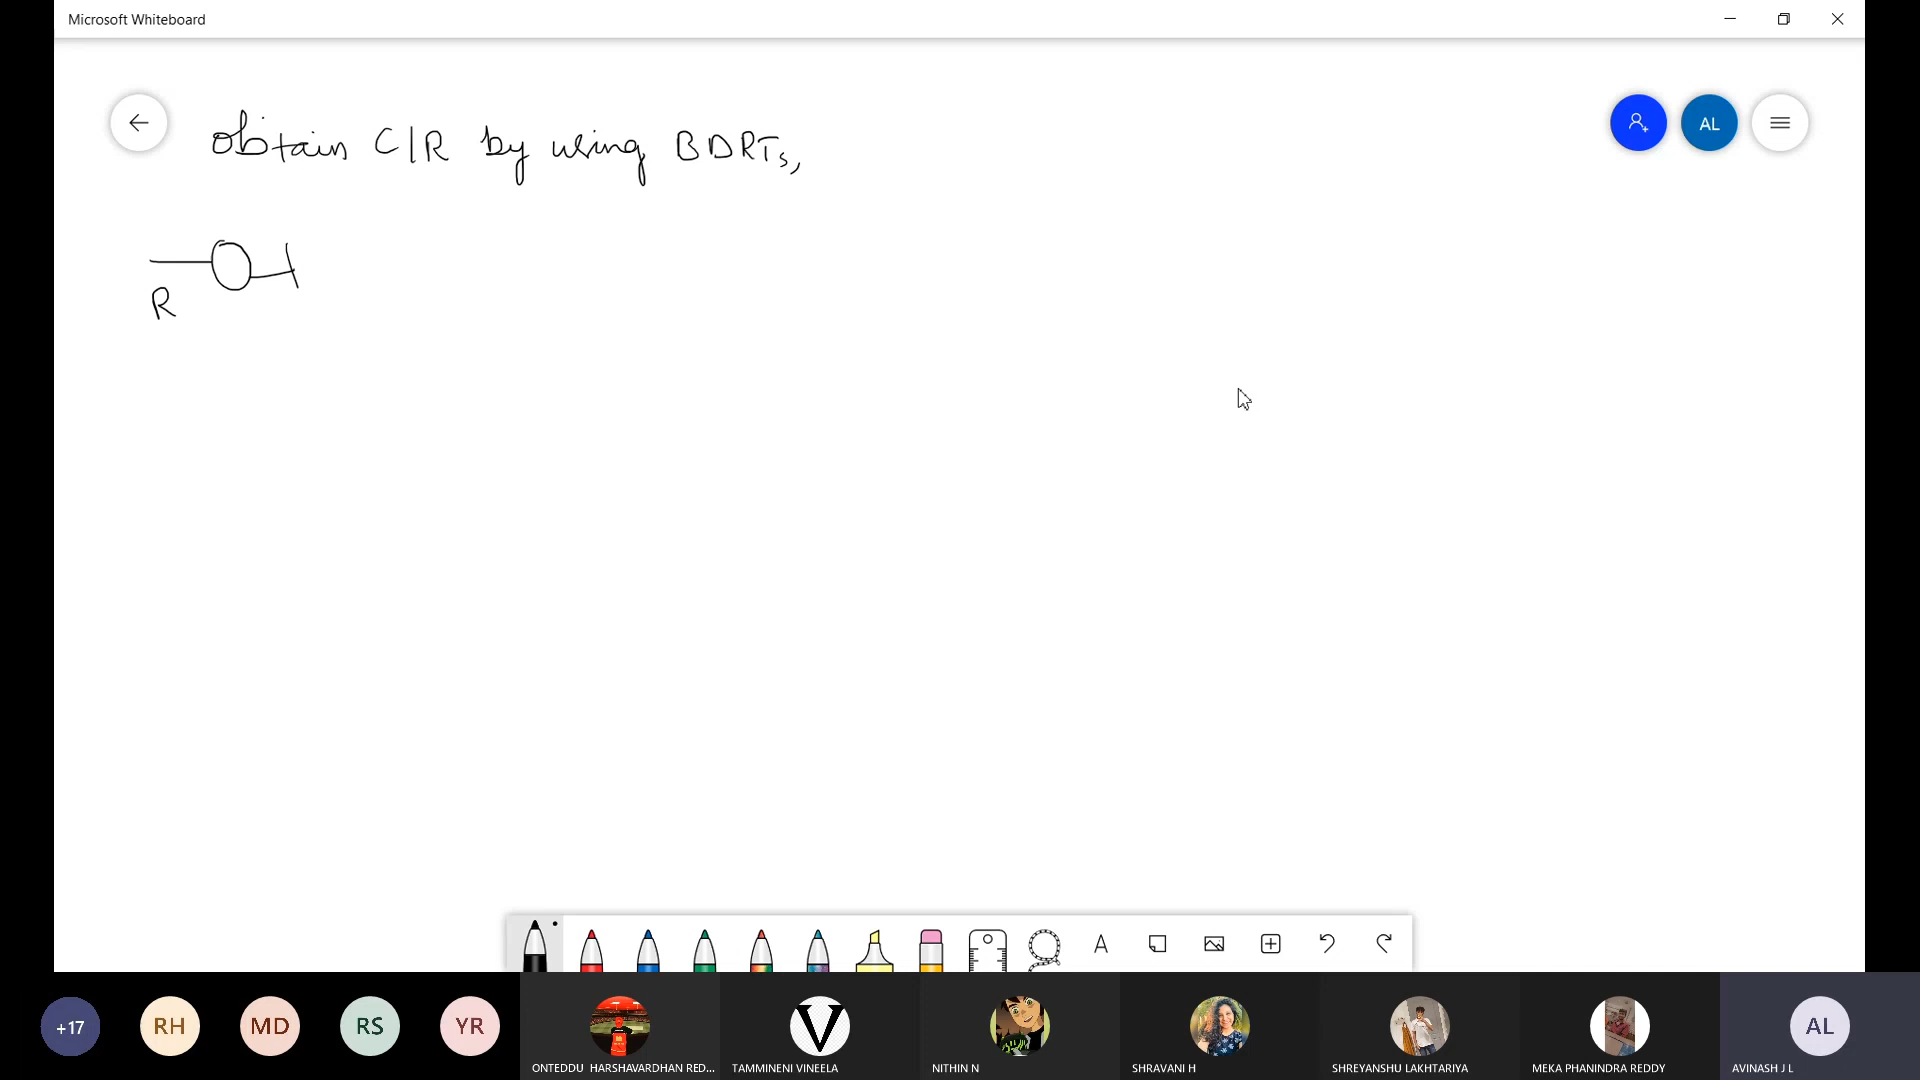 Microsoft Whiteboard
AL
Obtain C/R by using BDRTs,
R
A
+17
RH
MD
RS
YR
V
AL
ONTEDDU HARSHAVARDHAN RED...
TAMMINENI VINEELA
NITHIN N
SHRAVANI H
SHREYANSHU LAKHTARIYA
MEKA PHANINDRA REDDY
AVINASH J L